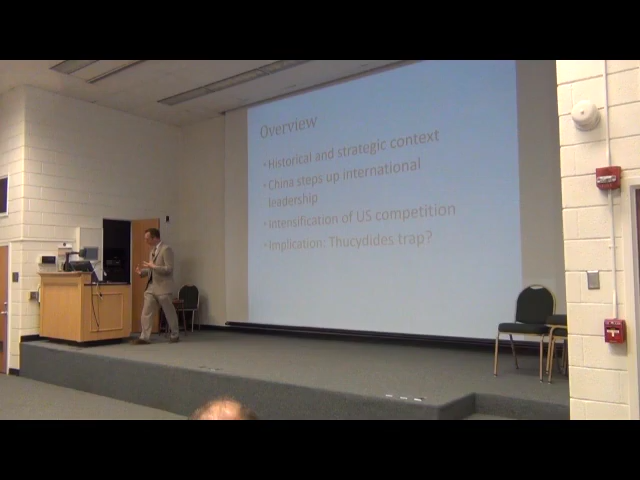 Overview
• Historical and strategic context
• China steps up international
leadership
• Intensification of US competition
• Implication: Thucydides trap?